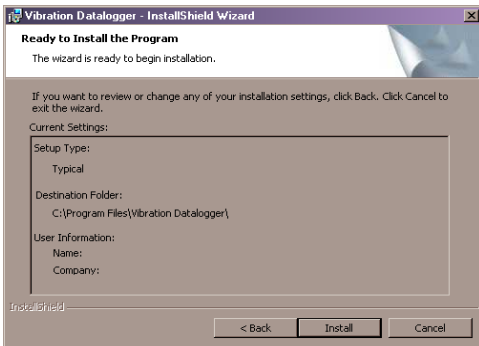 Vibration Datalogger - InstallShield Wizard
Ready to Install the Program
The wizard is ready to begin installation.
If you want to review or change any of your installation settings, click Back. Click Cancel to
exit the wizard.
Current Settings:
Setup Type:
Typical
Destination Folder:
C:\Program Files\Vibration Datalogger\
User Information:
Name:
Company:
InstallShield
< Back
Install
Cancel